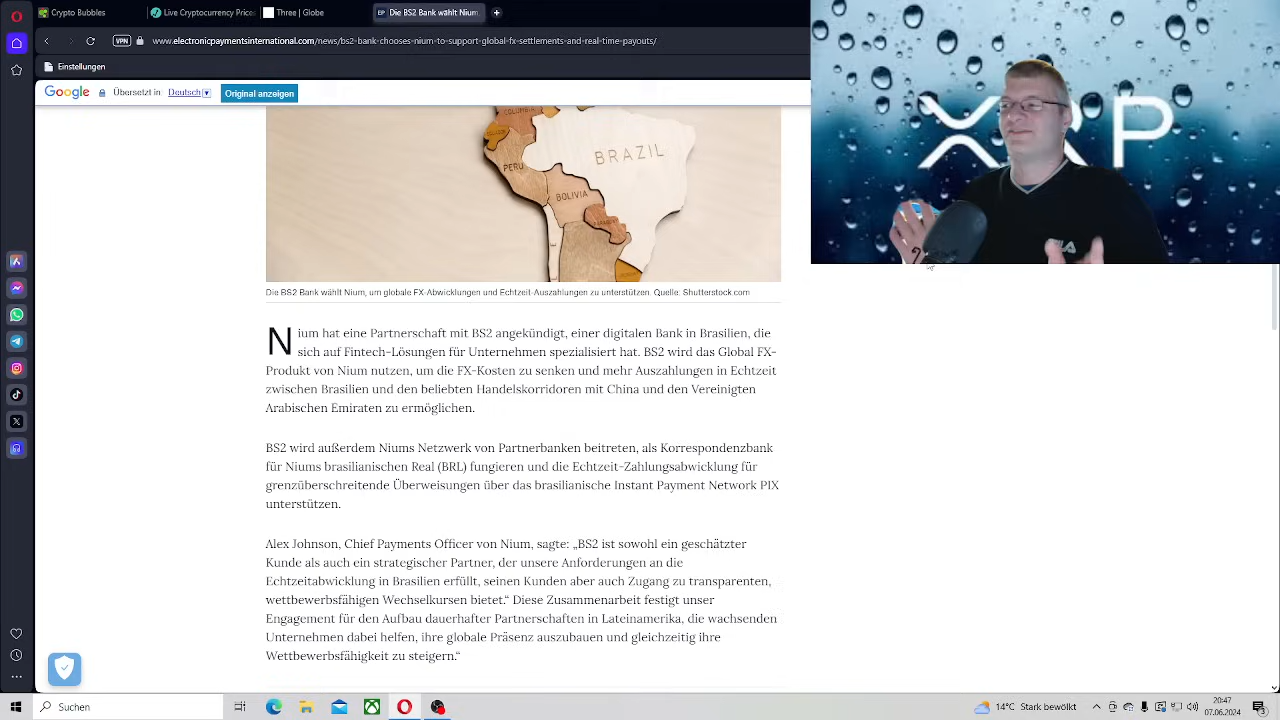 Crypto Bubbles
Live Cryptocurrency Prices
Three | Globe
EP Die BS2 Bank wählt Nium
VPN
www.electronicpaymentsinternational.com/news/bs2-bank-chooses-nium-to-support-global-fx-settlements-and-real-time-payouts/
Einstellungen
Google Übersetzt in: Deutsch Original anzeigen
XRP
COLOMBIA
BRAZIL
PERU
BOLIVIA
FILA
Die BS2 Bank wählt Nium, um globale FX-Abwicklungen und Echtzeit-Auszahlungen zu unterstützen. Quelle: Shutterstock.com
Nium hat eine Partnerschaft mit BS2 angekündigt, einer digitalen Bank in Brasilien, die
sich auf Fintech-Lösungen für Unternehmen spezialisiert hat. BS2 wird das Global FX-
Produkt von Nium nutzen, um die FX-Kosten zu senken und mehr Auszahlungen in Echtzeit
zwischen Brasilien und den beliebten Handelskorridoren mit China und den Vereinigten
Arabischen Emiraten zu ermöglichen.
BS2 wird außerdem Niums Netzwerk von Partnerbanken beitreten, als Korrespondenzbank
für Niums brasilianischen Real (BRL) fungieren und die Echtzeit-Zahlungsabwicklung für
grenzüberschreitende Überweisungen über das brasilianische Instant Payment Network PIX
unterstützen.
Alex Johnson, Chief Payments Officer von Nium, sagte: „BS2 ist sowohl ein geschätzter
Kunde als auch ein strategischer Partner, der unsere Anforderungen an die
Echtzeitabwicklung in Brasilien erfüllt, seinen Kunden aber auch Zugang zu transparenten,
wettbewerbsfähigen Wechselkursen bietet.“ Diese Zusammenarbeit festigt unser
Engagement für den Aufbau dauerhafter Partnerschaften in Lateinamerika, die wachsenden
Unternehmen dabei helfen, ihre globale Präsenz auszubauen und gleichzeitig ihre
Wettbewerbsfähigkeit zu steigern.“
Suchen
14°C Stark bewölkt
20:47
07.06.2024